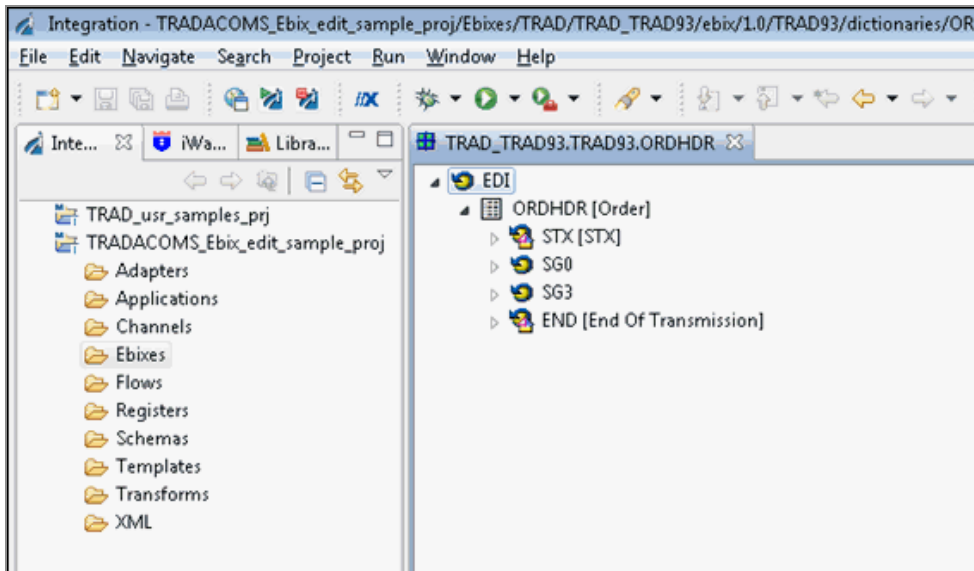 Integration - TRADACOMS_Ebix_edit_sample_proj/Ebixes/TRAD/TRAD_TRAD93/ebix/1.0/TRAD93/dictionaries/OR
File Edit Navigate Search Project Run Window Help
Inte... iWa... Libra...
TRAD_usr_samples_prj
TRADACOMS_Ebix_edit_sample_proj
Adapters
Applications
Channels
Ebixes
Flows
Registers
Schemas
Templates
Transforms
XML
TRAD_TRAD93.TRAD93.ORDHDR
EDI
ORDHDR [Order]
STX [STX]
SG0
SG3
END [End Of Transmission]